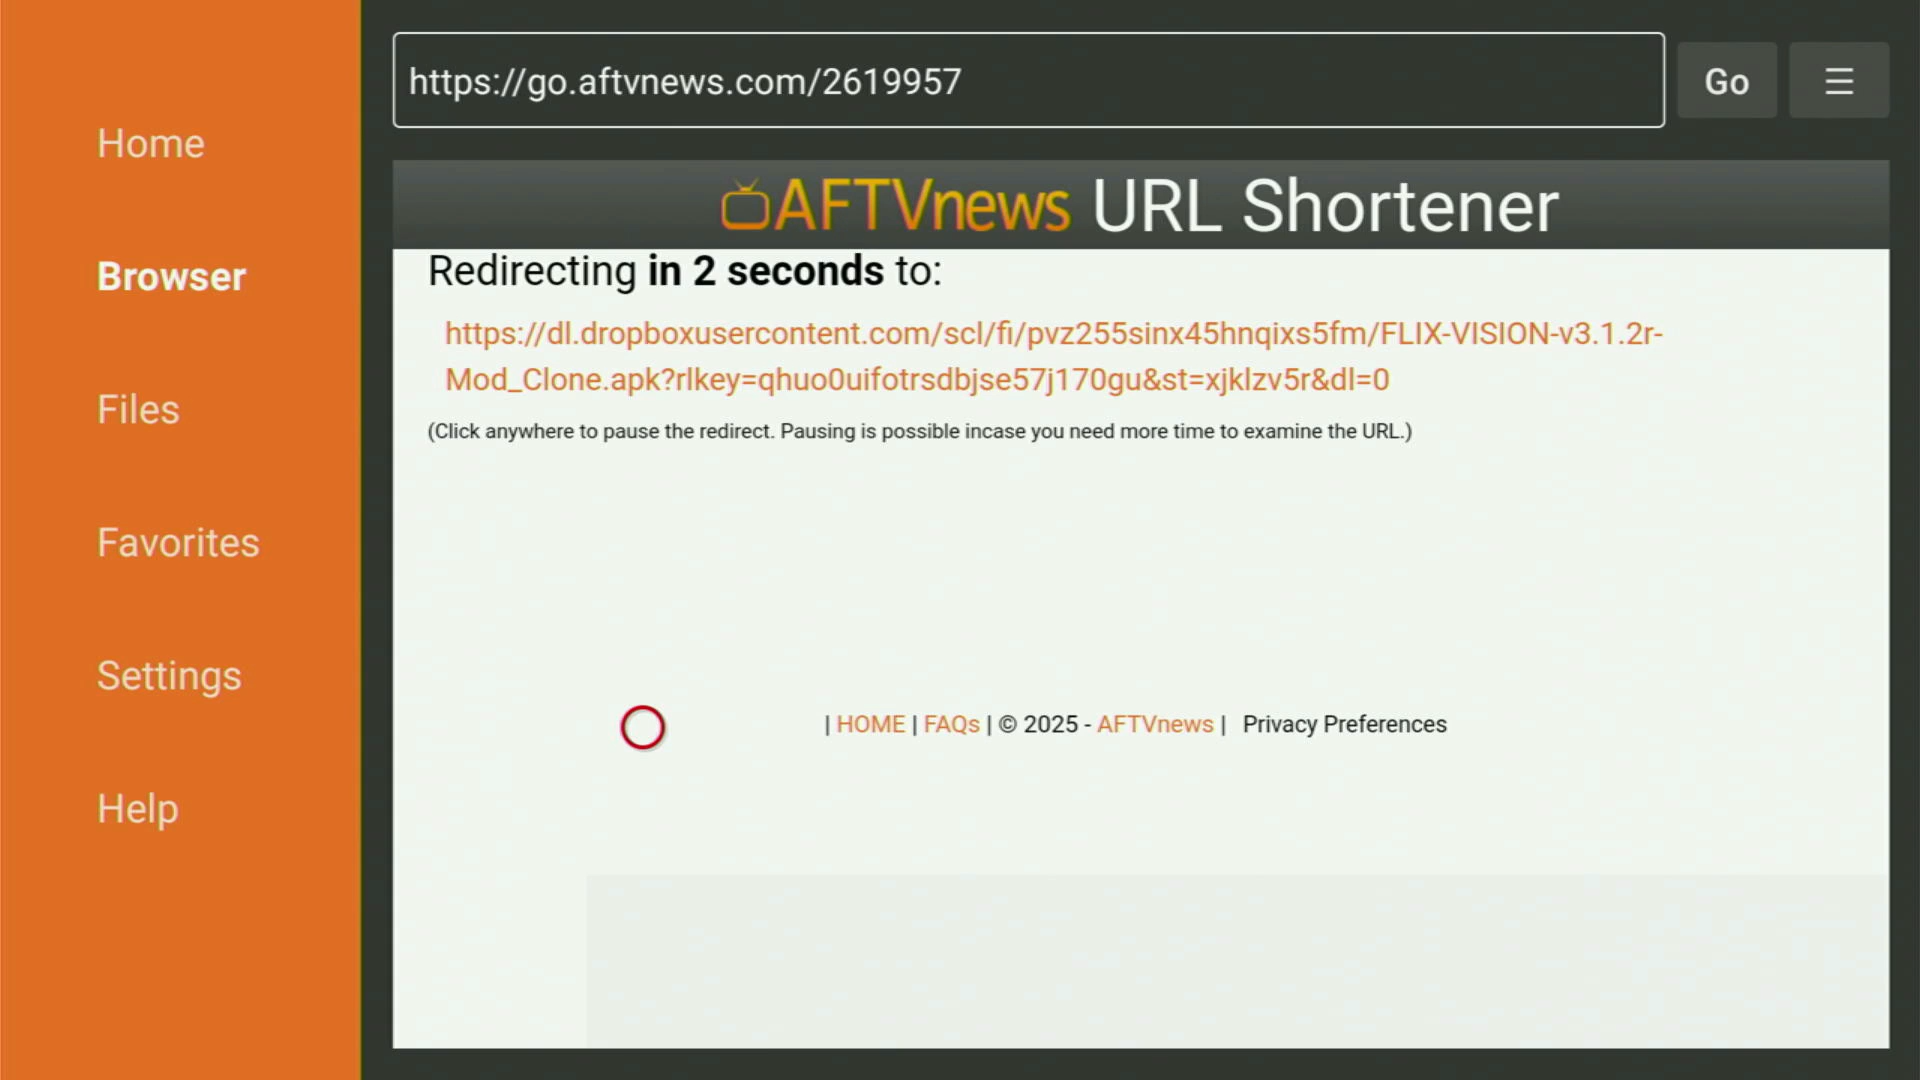 https://go.aftvnews.com/2619957
Go
Home
Browser
Files
Favorites
Settings
Help
AFTVnews URL Shortener
Redirecting in 2 seconds to:
https://dl.dropboxusercontent.com/scl/fi/pvz255sinx45hnqixs5fm/FLIX-VISION-v3.1.2r-
Mod_Clone.apk?rlkey=qhuo0uifotrsdbjse57j170gu&st=xjklzv5r&dl=0
(Click anywhere to pause the redirect. Pausing is possible incase you need more time to examine the URL.)
| HOME | FAQs | © 2025 - AFTVnews | Privacy Preferences